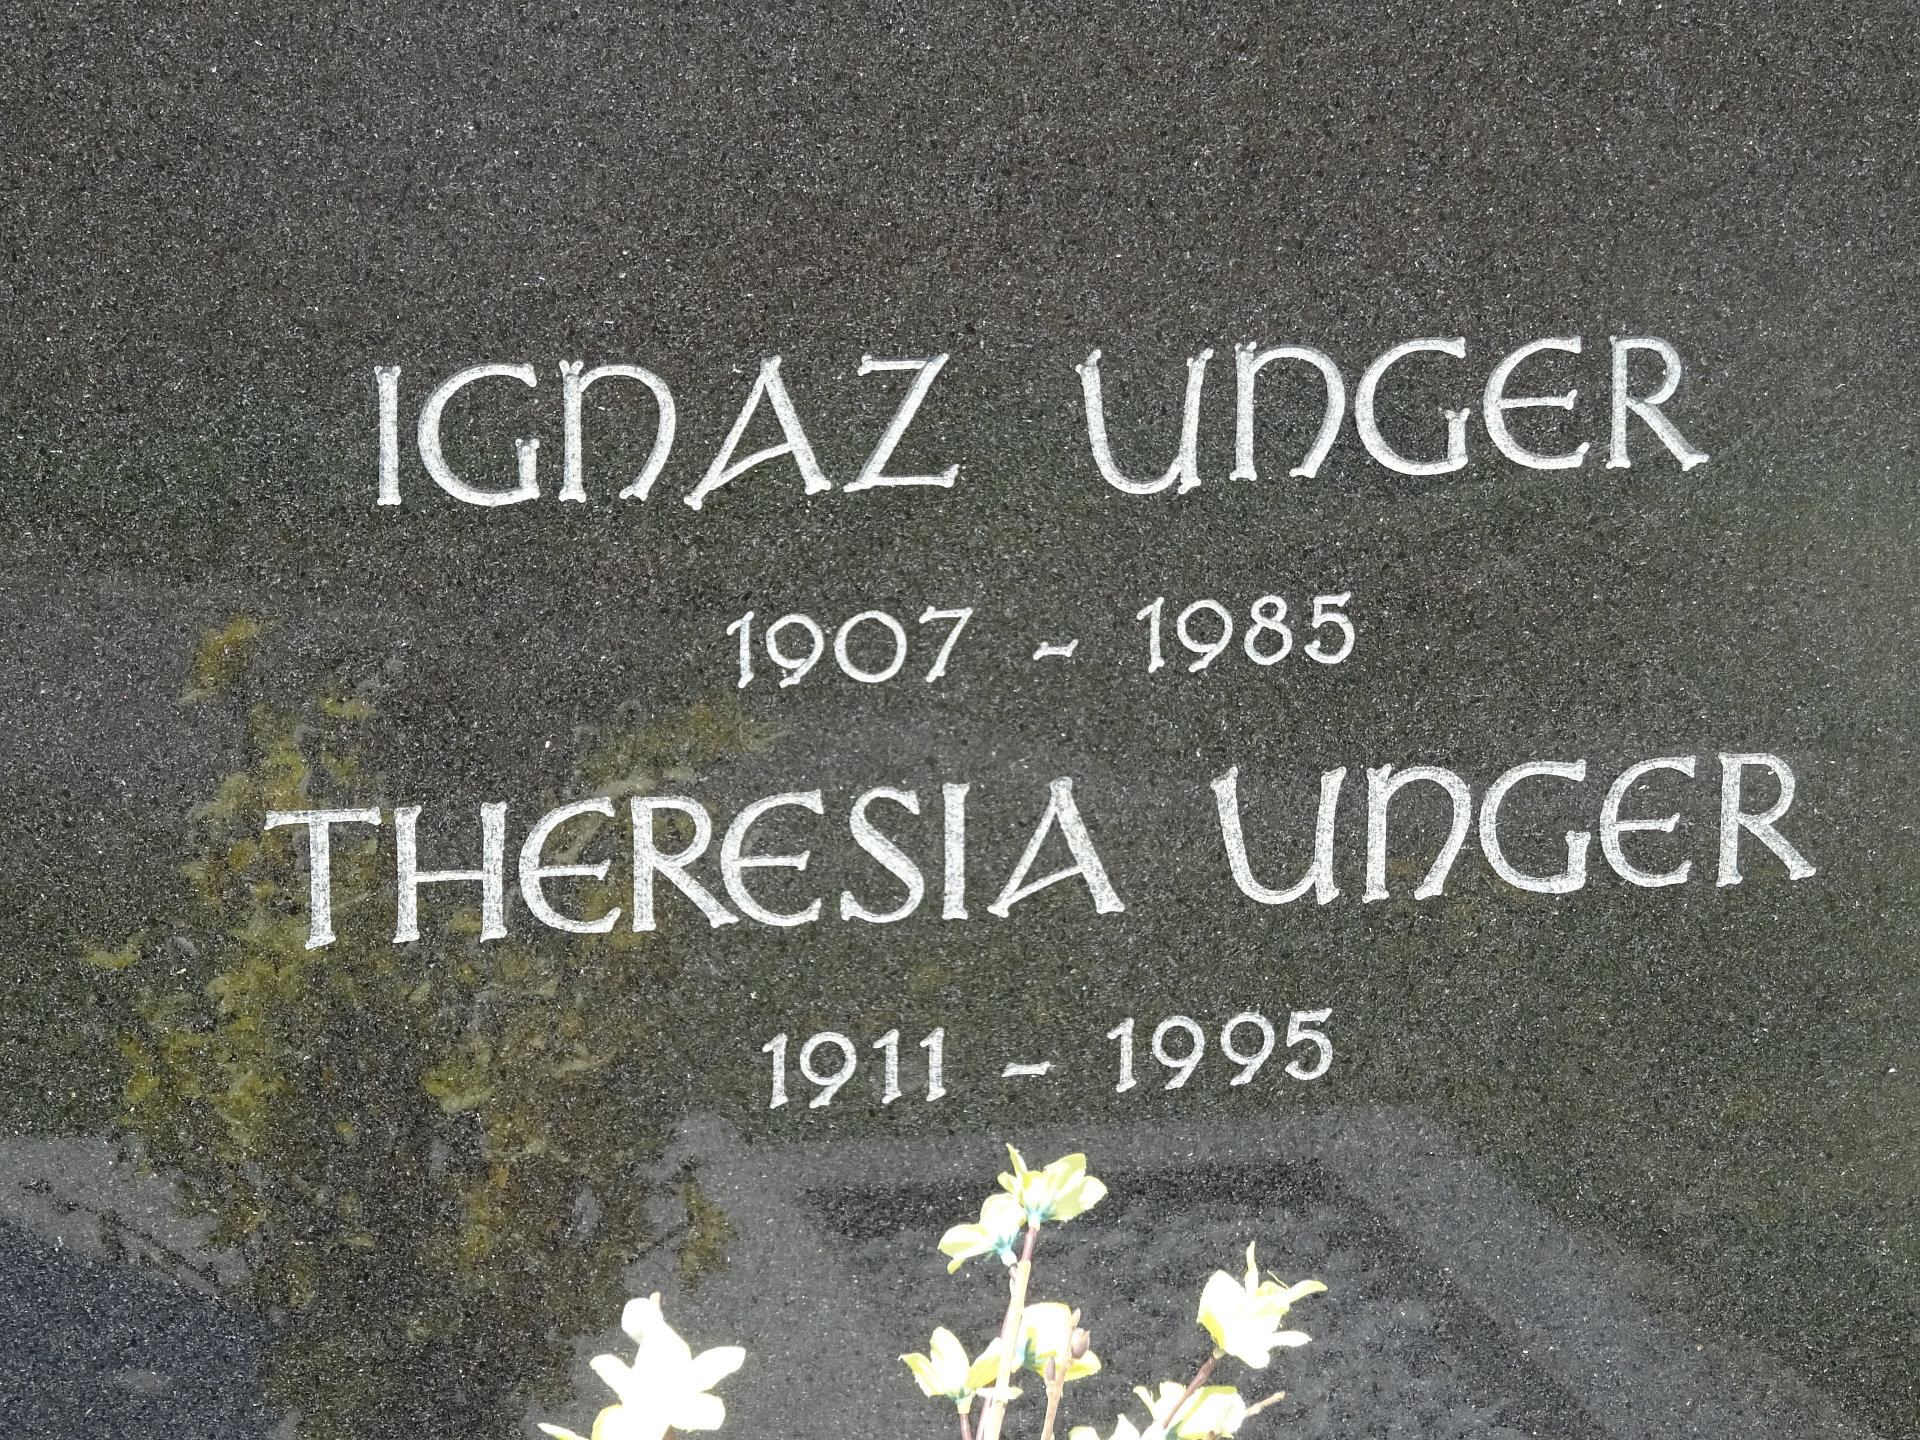 IGNAZ UNGER
1907 - 1985
THERESIA UNGER
1911 - 1995